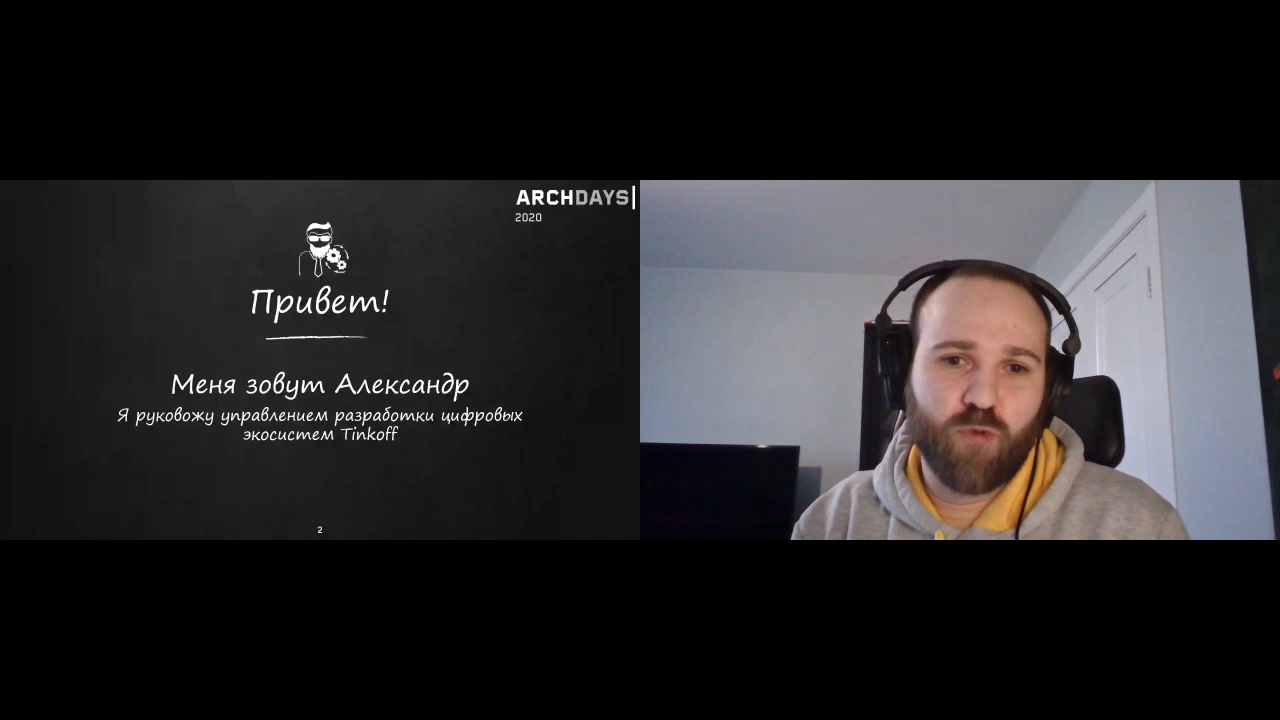 ARCHDAYS
2020
Привет!
Меня зовут Александр
Я руковожу управлением разработки цифровых
экосистем Tinkoff
2